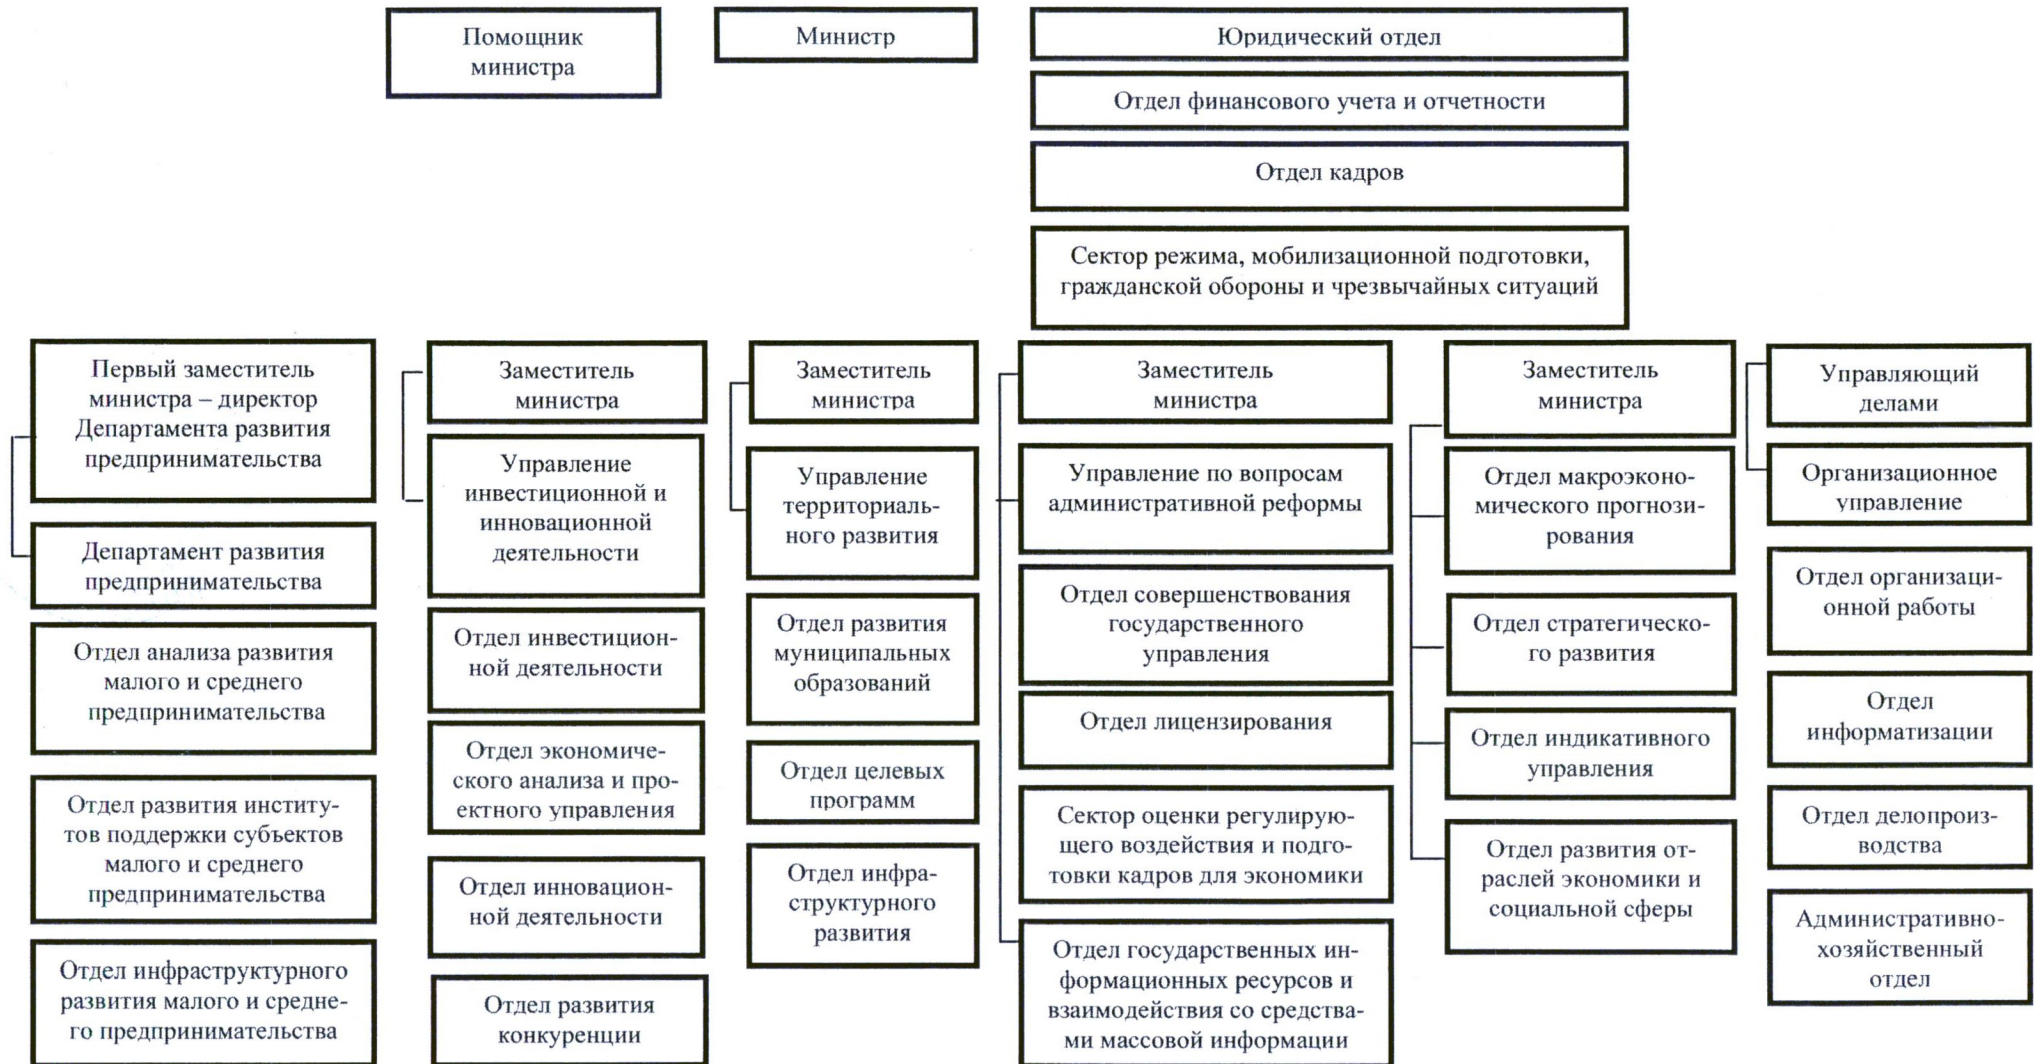 Помощник
министра
Министр
Юридический отдел
Отдел финансового учета и отчетности
Отдел кадров
Сектор режима, мобилизационной подготовки,
гражданской обороны и чрезвычайных ситуаций
Первый заместитель
министра – директор
Департамента развития
предпринимательства
Департамент развития
предпринимательства
Отдел анализа развития
малого и среднего
предпринимательства
Отдел развития институ-
тов поддержки субъектов
малого и среднего
предпринимательства
Отдел инфраструктурного
развития малого и средне-
го предпринимательства
Заместитель
министра
Управление
инвестиционной и
инновационной
деятельности
Отдел инвестицион-
ной деятельности
Отдел экономиче-
ского анализа и про-
ектного управления
Отдел инновацион-
ной деятельности
Отдел развития
конкуренции
Заместитель
министра
Управление
территориаль-
ного развития
Отдел развития
муниципальных
образований
Отдел целевых
программ
Отдел инфра-
структурного
развития
Заместитель
министра
Управление по вопросам
административной реформы
Отдел совершенствования
государственного
управления
Отдел лицензирования
Сектор оценки регулирую-
щего воздействия и подго-
товки кадров для экономики
Отдел государственных ин-
формационных ресурсов и
взаимодействия со средства-
ми массовой информации
Заместитель
министра
Отдел макроэконо-
мического прогнози-
рования
Отдел стратегическо-
го развития
Отдел индикативного
управления
Отдел развития от-
раслей экономики и
социальной сферы
Управляющий
делами
Организационное
управление
Отдел организаци-
онной работы
Отдел
информатизации
Отдел делопроиз-
водства
Административно-
хозяйственный
отдел